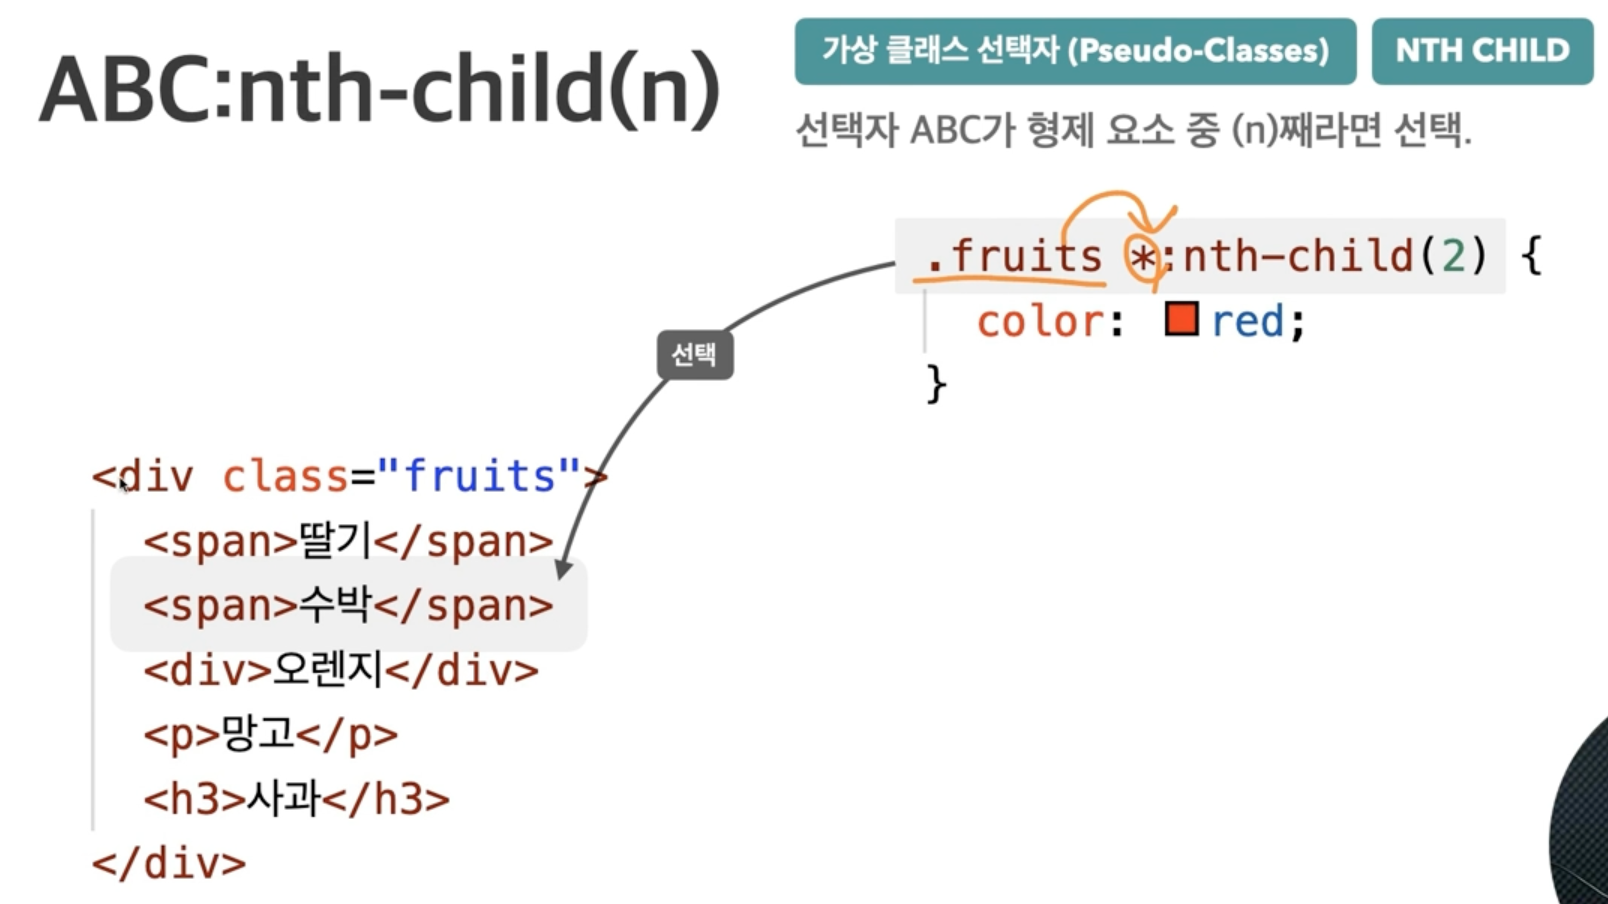 ABC:nth-child(n)
가상 클래스 선택자 (Pseudo-Classes)
NTH CHILD
선택자 ABC가 형제 요소 중 (n)째라면 선택.
.fruits *:nth-child(2) {
color: red;
}
선택
<div class="fruits">
<span>딸기</span>
<span>수박</span>
<div>오렌지</div>
<p>망고</p>
<h3>사과</h3>
</div>